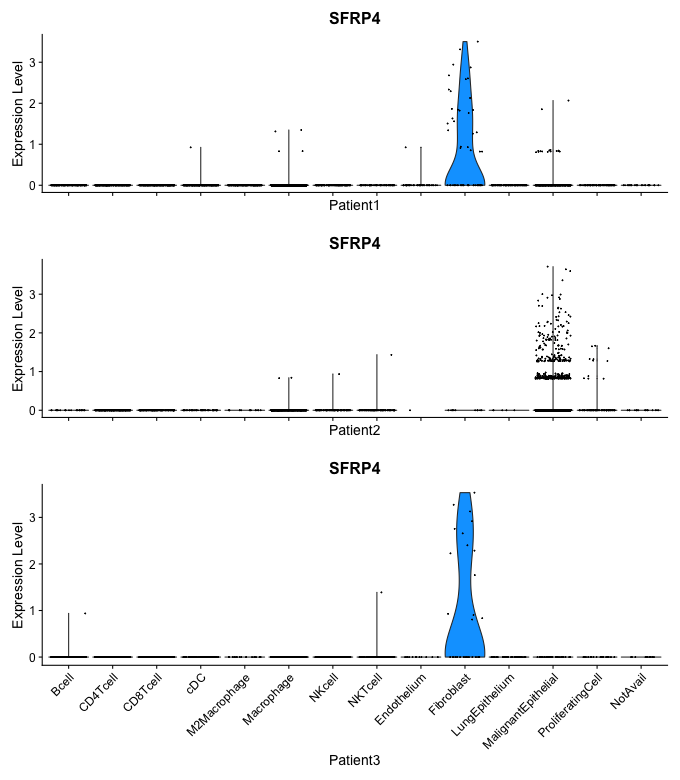 SFRP4
Expression Level
3
2
1
0
Patient1
SFRP4
Expression Level
3
2
1
0
Patient2
SFRP4
Expression Level
3
2
1
0
Bcell
CD4Tcell
CD8Tcell
cDC
M2Macrophage
Macrophage
NKcell
NKTcell
Endothelium
Fibroblast
LungEpithelium
MalignantEpithelial
ProliferatingCell
NotAvail
Patient3